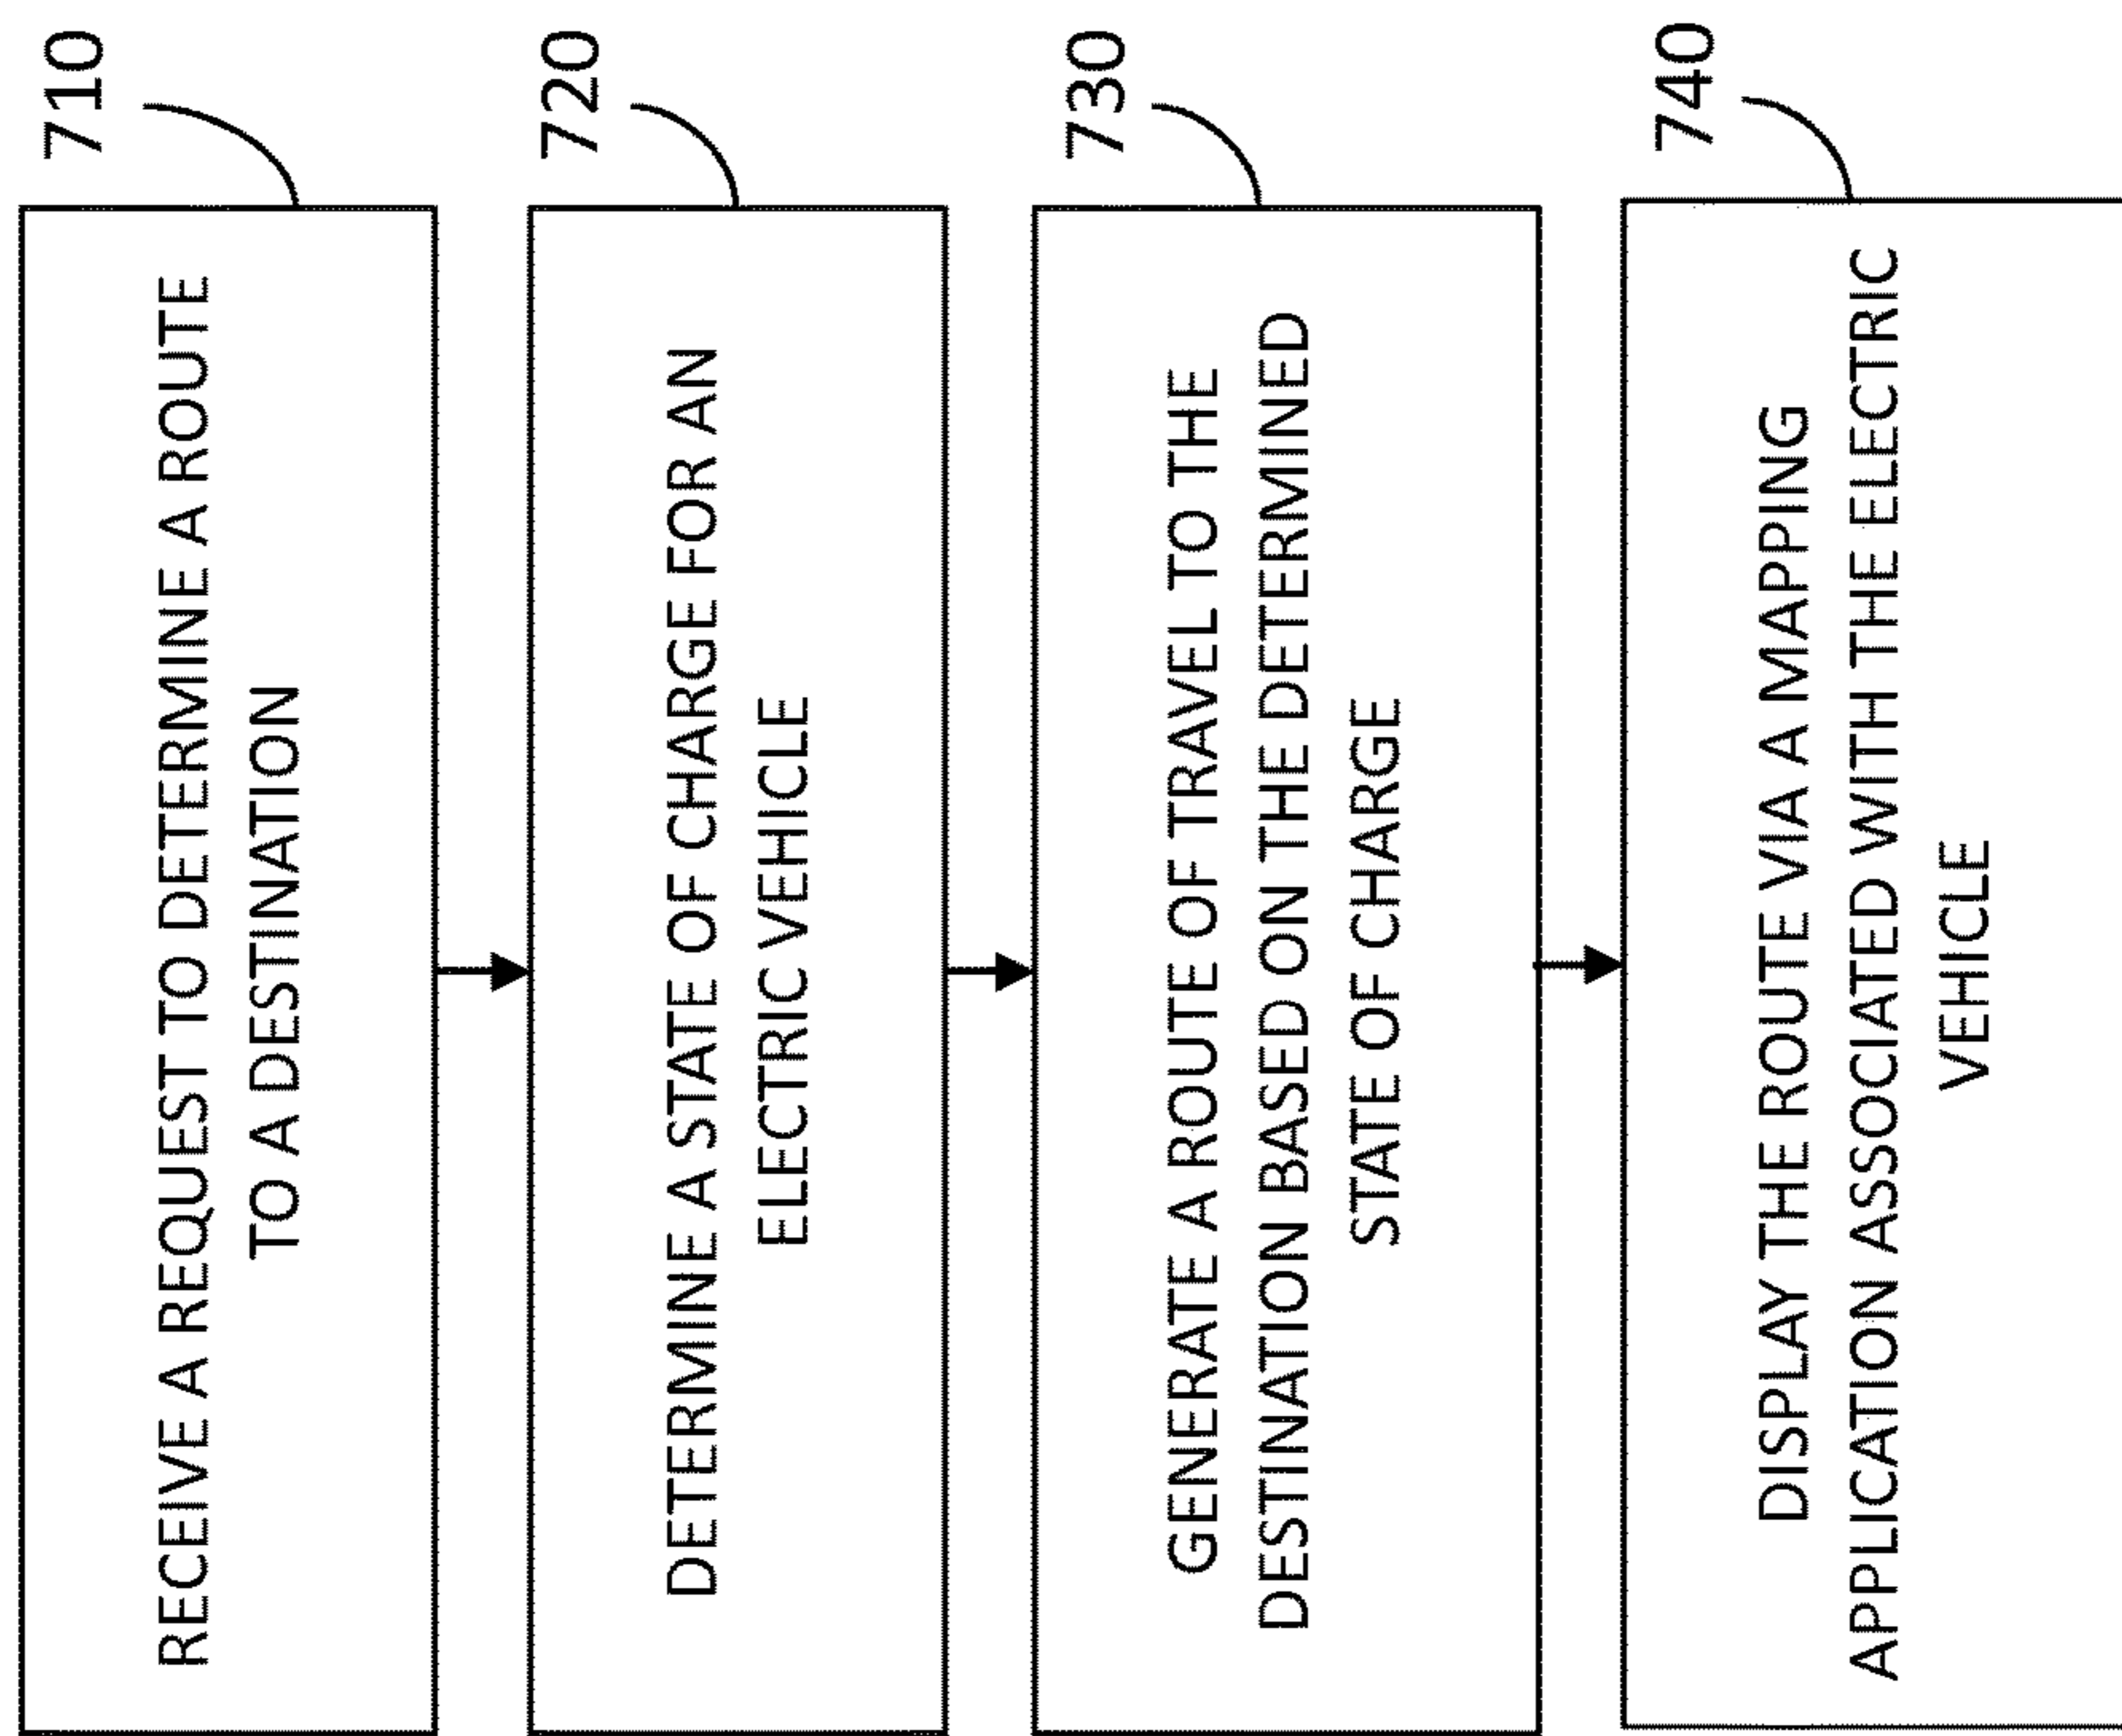 710
RECEIVE A REQUEST TO DETERMINE A ROUTE
TO A DESTINATION
720
DETERMINE A STATE OF CHARGE FOR AN
ELECTRIC VEHICLE
730
GENERATE A ROUTE OF TRAVEL TO THE
DESTINATION BASED ON THE DETERMINED
STATE OF CHARGE
740
DISPLAY THE ROUTE VIA A MAPPING
APPLICATION ASSOCIATED WITH THE ELECTRIC
VEHICLE